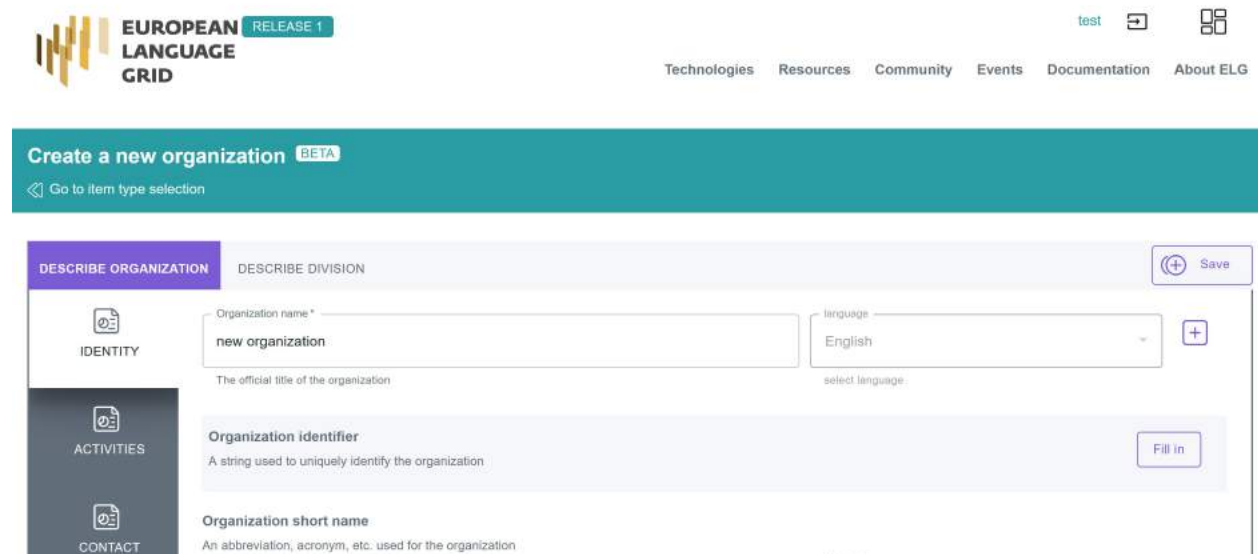 EUROPEAN RELEASE 1
LANGUAGE
GRID
test
Technologies Resources Community Events Documentation About ELG
Create a new organization BETA
Go to item type selection
DESCRIBE ORGANIZATION DESCRIBE DIVISION Save
Organization name * language
IDENTITY new organization English
The official title of the organization select language.
ACTIVITIES
Organization identifier
A string used to uniquely identify the organization Fill in
Organization short name
CONTACT An abbreviation, acronym, etc. used for the organization